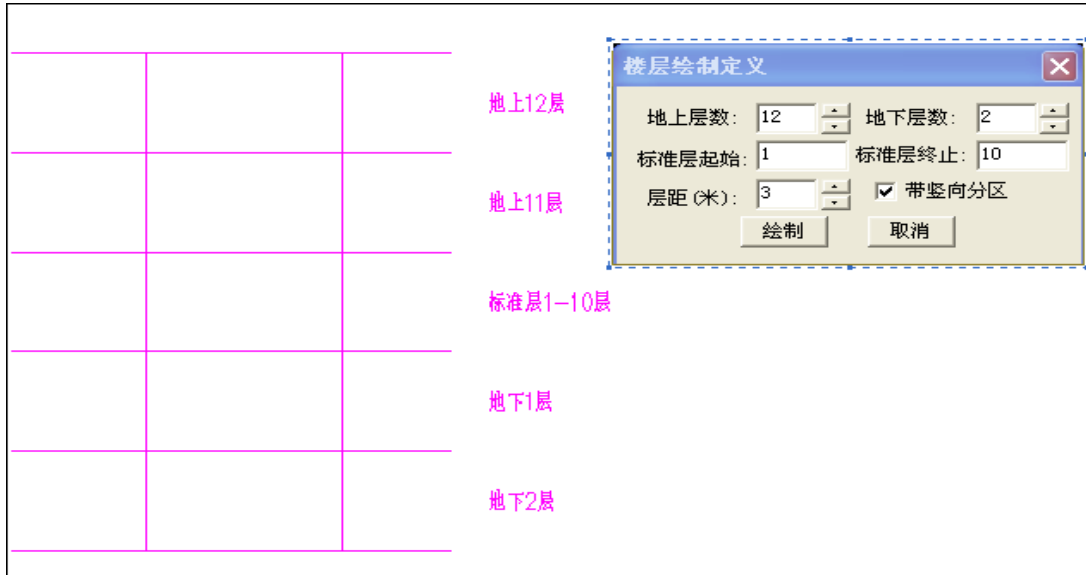 地上12层
地上11层
标准层1-10层
地下1层
地下2层
楼层绘制定义
地上层数: 12 地下层数: 2
标准层起始: 1 标准层终止: 10
层距(米): 3 带竖向分区
绘制 取消